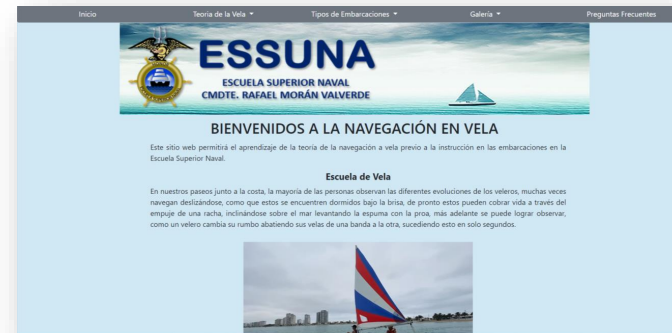 Inicio
Teoria de la Vela
Tipos de Embarcaciones
Galería
Preguntas Frecuentes
ESSUNA
ESCUELA SUPERIOR NAVAL
CMDTE. RAFAEL MORÁN VALVERDE
BIENVENIDOS A LA NAVEGACIÓN EN VELA
Este sitio web permitirá el aprendizaje de la teoría de la navegación a vela previo a la instrucción en las embarcaciones en la
Escuela Superior Naval.
Escuela de Vela
En nuestros paseos junto a la costa, la mayoría de las personas observan las diferentes evoluciones de los veleros, muchas veces
navegan deslizándose, como que estos se encuentren dormidos bajo la brisa, de pronto estos pueden cobrar vida a través del
empuje de una racha, inclinándose sobre el mar levantando la espuma con la proa, más adelante se puede lograr observar,
como un velero cambia su rumbo abatiendo sus velas de una banda a la otra, sucediendo esto en solo segundos.